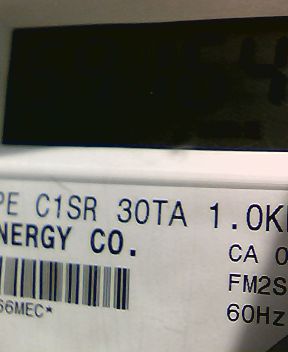 PE C1SR 30TA 1.0K
NERGY CO.
CA 0
FM2S
66MEC*
60Hz